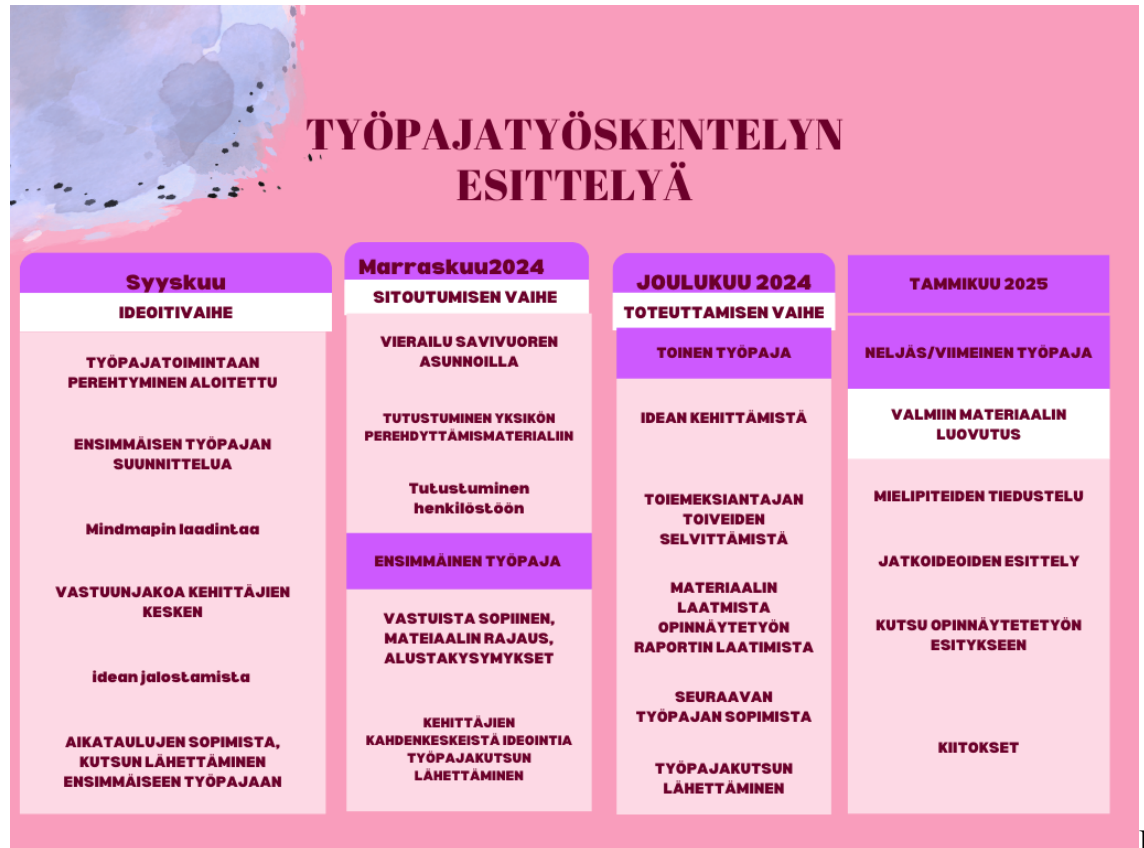 TYÖPAJATYÖSKENTELYN
ESITTELYÄ
Syyskuu
IDEOITIVAIHE
TYÖPAJATOIMINTAAN
PEREHTYMINEN ALOITETTU
ENSIMMÄISEN TYÖPAJAN
SUUNNITTELUA
Mindmapin laadintaa
VASTUUNJAKOA KEHITTÄJIEN
KESKEN
idean jalostamista
AIKATAULUJEN SOPIMISTA,
KUTSUN LÄHETTÄMINEN
ENSIMMÄISEEN TYÖPAJAAN
Marraskuu2024
SITOUTUMISEN VAIHE
VIERAILU SAVIVUOREN
ASUNNOILLA
TUTUSTUMINEN YKSIKÖN
PEREHDYTTÄMISMATERIALIIN
Tutustuminen
henkilöstöön
ENSIMMÄINEN TYÖPAJA
VASTUISTA SOPIINEN,
MATEIAALIN RAJAUS,
ALUSTAKYSYMYKSET
KEHITTÄJIEN
KAHDENKESKEISTÄ IDEOINTIA
TYÖPAJAKUTSUN
LÄHETTÄMINEN
JOULUKUU 2024
TOTEUTTAMISEN VAIHE
TOINEN TYÖPAJA
IDEAN KEHITTÄMISTÄ
TOIEMEKSIANTAJAN
TOIVEIDEN
SELVITTÄMISTÄ
MATERIAALIN
LAATMISTA
OPINNÄYTETYÖN
RAPORTIN LAATIMISTA
SEURAAVAN
TYÖPAJAN SOPIMISTA
TYÖPAJAKUTSUN
LÄHETTÄMINEN
TAMMIKUU 2025
NELJÄS/VIIMEINEN TYÖPAJA
VALMIIN MATERIAALIN
LUOVUTUS
MIELIPITEIDEN TIEDUSTELU
JATKOIDEOIDEN ESITTELY
KUTSU OPINNÄYTETETYÖN
ESITYKSEEN
KIITOKSET